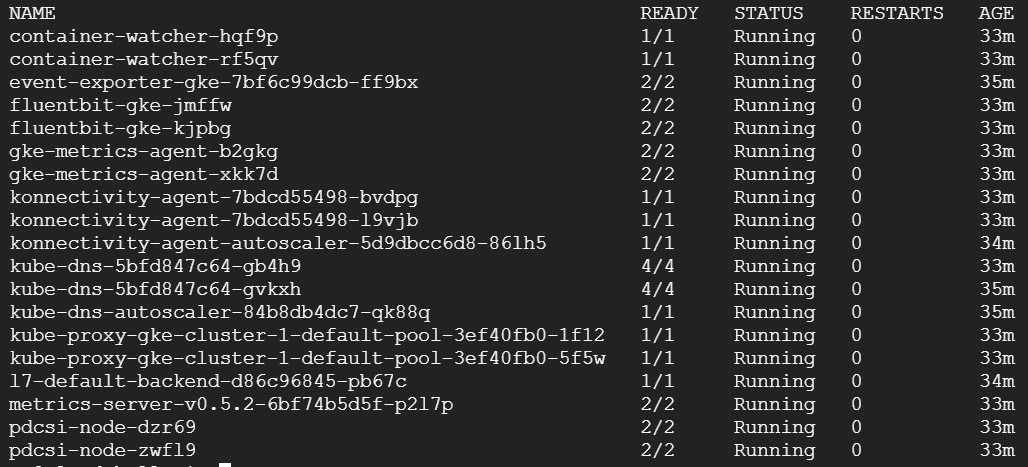 NAME READY STATUS RESTARTS AGE
container-watcher-hqf9p 1/1 Running 0 33m
container-watcher-rf5qv 1/1 Running 0 33m
event-exporter-gke-7bf6c99dcb-ff9bx 2/2 Running 0 35m
fluentbit-gke-jmffw 2/2 Running 0 33m
fluentbit-gke-kjpbg 2/2 Running 0 33m
gke-metrics-agent-b2gkg 2/2 Running 0 33m
gke-metrics-agent-xkk7d 2/2 Running 0 33m
konnectivity-agent-7bdcd55498-bvdpg 1/1 Running 0 33m
konnectivity-agent-7bdcd55498-l9vjb 1/1 Running 0 33m
konnectivity-agent-autoscaler-5d9dbcc6d8-86lh5 1/1 Running 0 34m
kube-dns-5bfd847c64-gb4h9 4/4 Running 0 33m
kube-dns-5bfd847c64-gvkxh 4/4 Running 0 35m
kube-dns-autoscaler-84b8db4dc7-qk88q 1/1 Running 0 35m
kube-proxy-gke-cluster-1-default-pool-3ef40fb0-1f12 1/1 Running 0 33m
kube-proxy-gke-cluster-1-default-pool-3ef40fb0-5f5w 1/1 Running 0 33m
l7-default-backend-d86c96845-pb67c 1/1 Running 0 34m
metrics-server-v0.5.2-6bf74b5d5f-p2l7p 2/2 Running 0 33m
pdcsi-node-dzr69 2/2 Running 0 33m
pdcsi-node-zwfl9 2/2 Running 0 33m